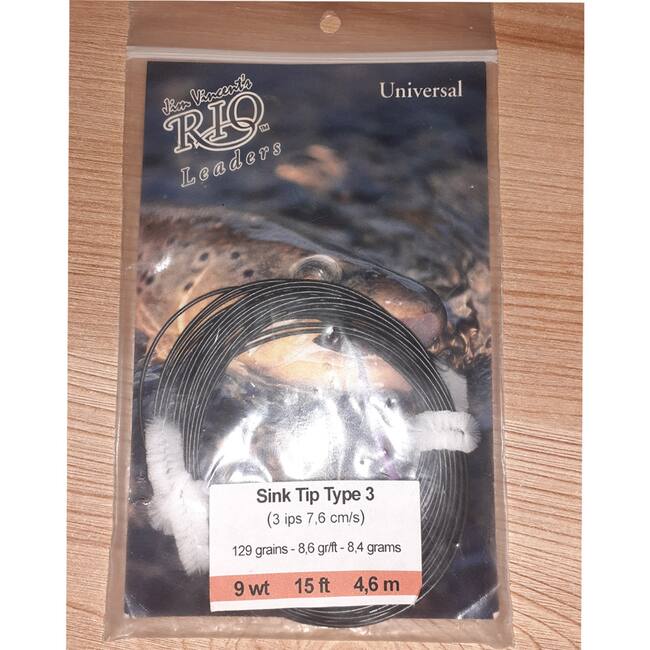 Jim Vincent's
RIO™
Leaders
Universal
Sink Tip Type 3
(3 ips 7,6 cm/s)
129 grains - 8,6 gr/ft - 8,4 grams
9 wt 15 ft 4,6 m